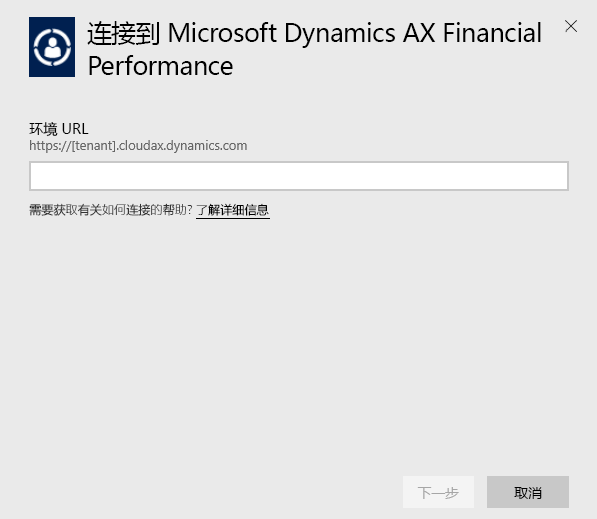 连接到 Microsoft Dynamics AX Financial
Performance
环境 URL
https://[tenant].cloudax.dynamics.com
需要获取有关如何连接的帮助? 了解详细信息
下一步
取消